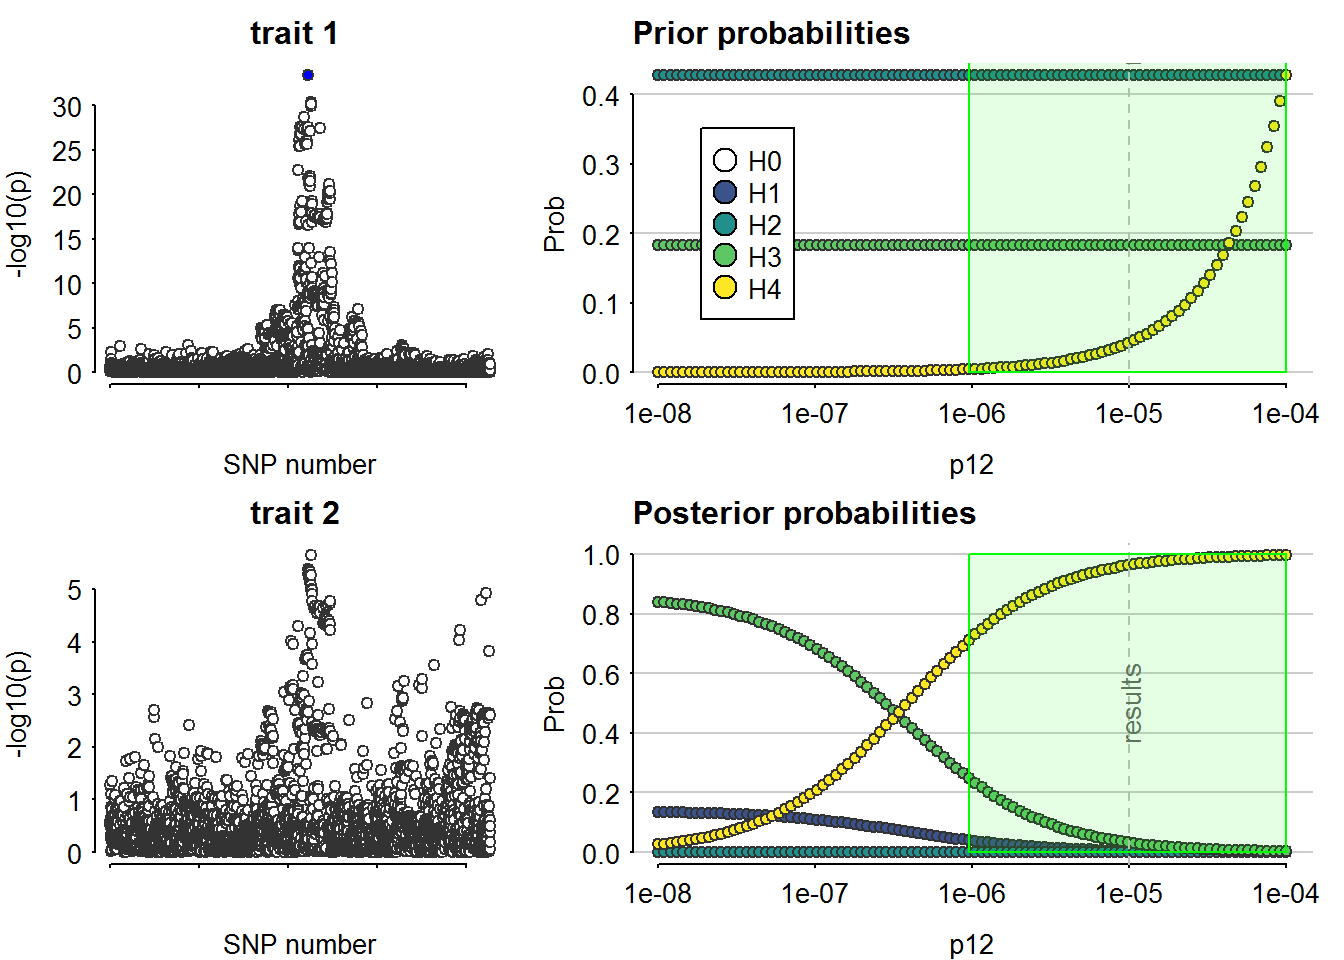 trait 1
-log10(p)
30
25
20
15
10
5
0
SNP number
Prior probabilities
Prob
0.4
0.3
0.2
0.1
0.0
H0
H1
H2
H3
H4
1e-08 1e-07 1e-06 1e-05 1e-04
p12
trait 2
-log10(p)
5
4
3
2
1
0
SNP number
Posterior probabilities
Prob
1.0
0.8
0.6
0.4
0.2
0.0
results
1e-08 1e-07 1e-06 1e-05 1e-04
p12